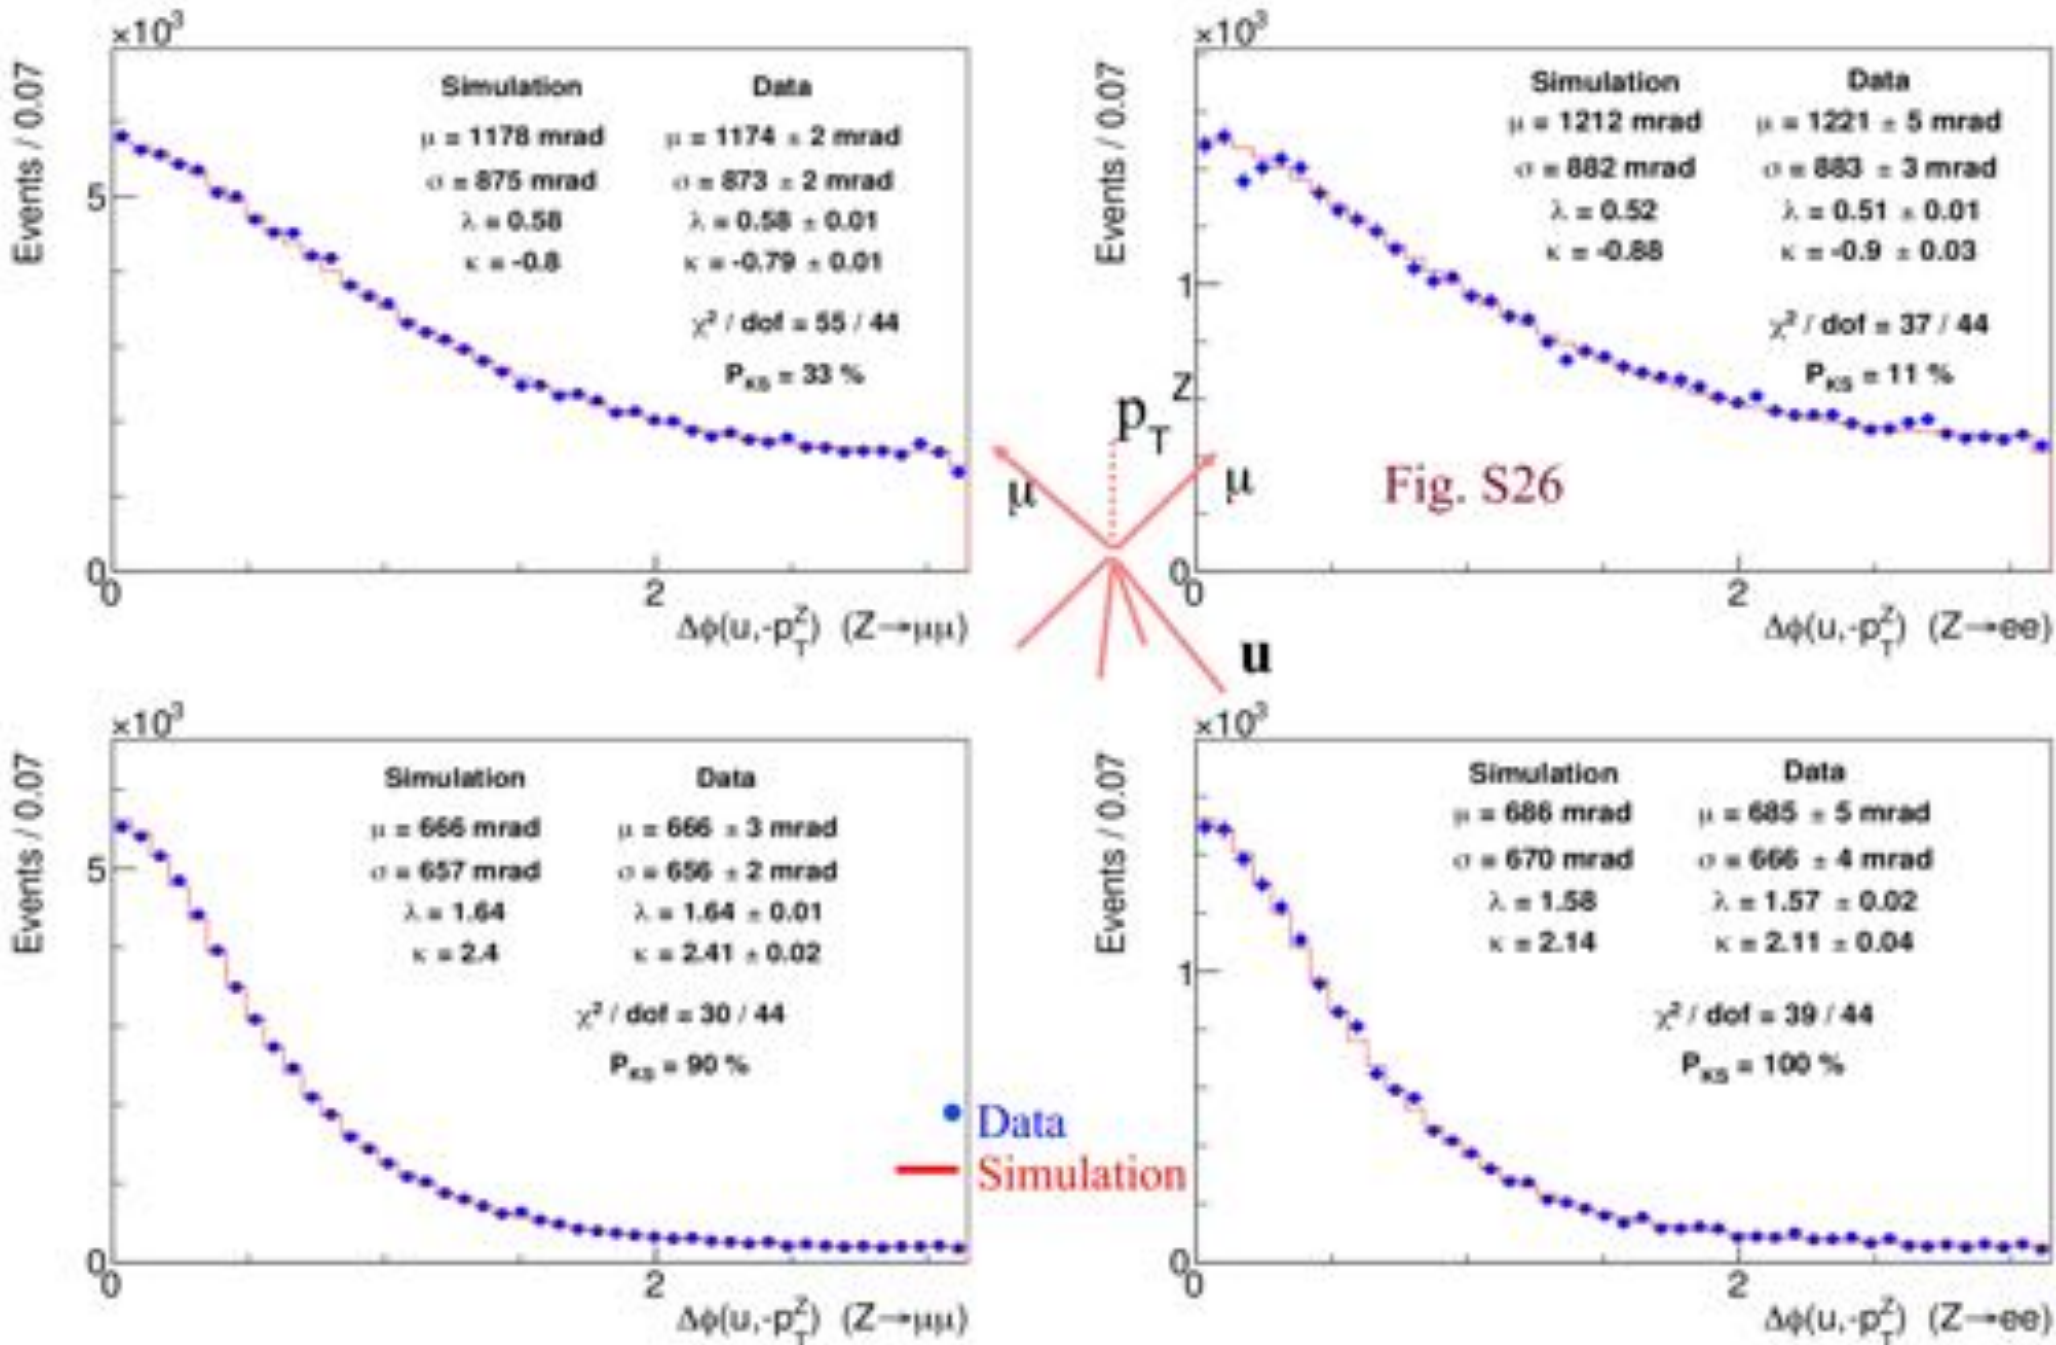 ×10³
Events / 0.07
Simulation Data
μ = 1178 mrad μ = 1174 ± 2 mrad
σ = 875 mrad σ = 873 ± 2 mrad
λ = 0.58 λ = 0.58 ± 0.01
κ = -0.8 κ = -0.79 ± 0.01
χ² / dof = 55 / 44
P_KS = 33 %
5
0
0 2
Δφ(u,-p_T^Z) (Z→μμ)
×10³
Events / 0.07
Simulation Data
μ = 1212 mrad μ = 1221 ± 5 mrad
σ = 882 mrad σ = 883 ± 3 mrad
λ = 0.52 λ = 0.51 ± 0.01
κ = -0.88 κ = -0.9 ± 0.03
χ² / dof = 37 / 44
P_KS = 11 %
1
0
0 2
Δφ(u,-p_T^Z) (Z→ee)
Fig. S26
p_T^Z
μ μ
u
×10³
Events / 0.07
Simulation Data
μ = 666 mrad μ = 666 ± 3 mrad
σ = 657 mrad σ = 656 ± 2 mrad
λ = 1.64 λ = 1.64 ± 0.01
κ = 2.4 κ = 2.41 ± 0.02
χ² / dof = 30 / 44
P_KS = 90 %
5
0
0 2
Δφ(u,-p_T^Z) (Z→μμ)
Data
Simulation
×10³
Events / 0.07
Simulation Data
μ = 686 mrad μ = 685 ± 5 mrad
σ = 670 mrad σ = 666 ± 4 mrad
λ = 1.58 λ = 1.57 ± 0.02
κ = 2.14 κ = 2.11 ± 0.04
χ² / dof = 39 / 44
P_KS = 100 %
1
0
0 2
Δφ(u,-p_T^Z) (Z→ee)